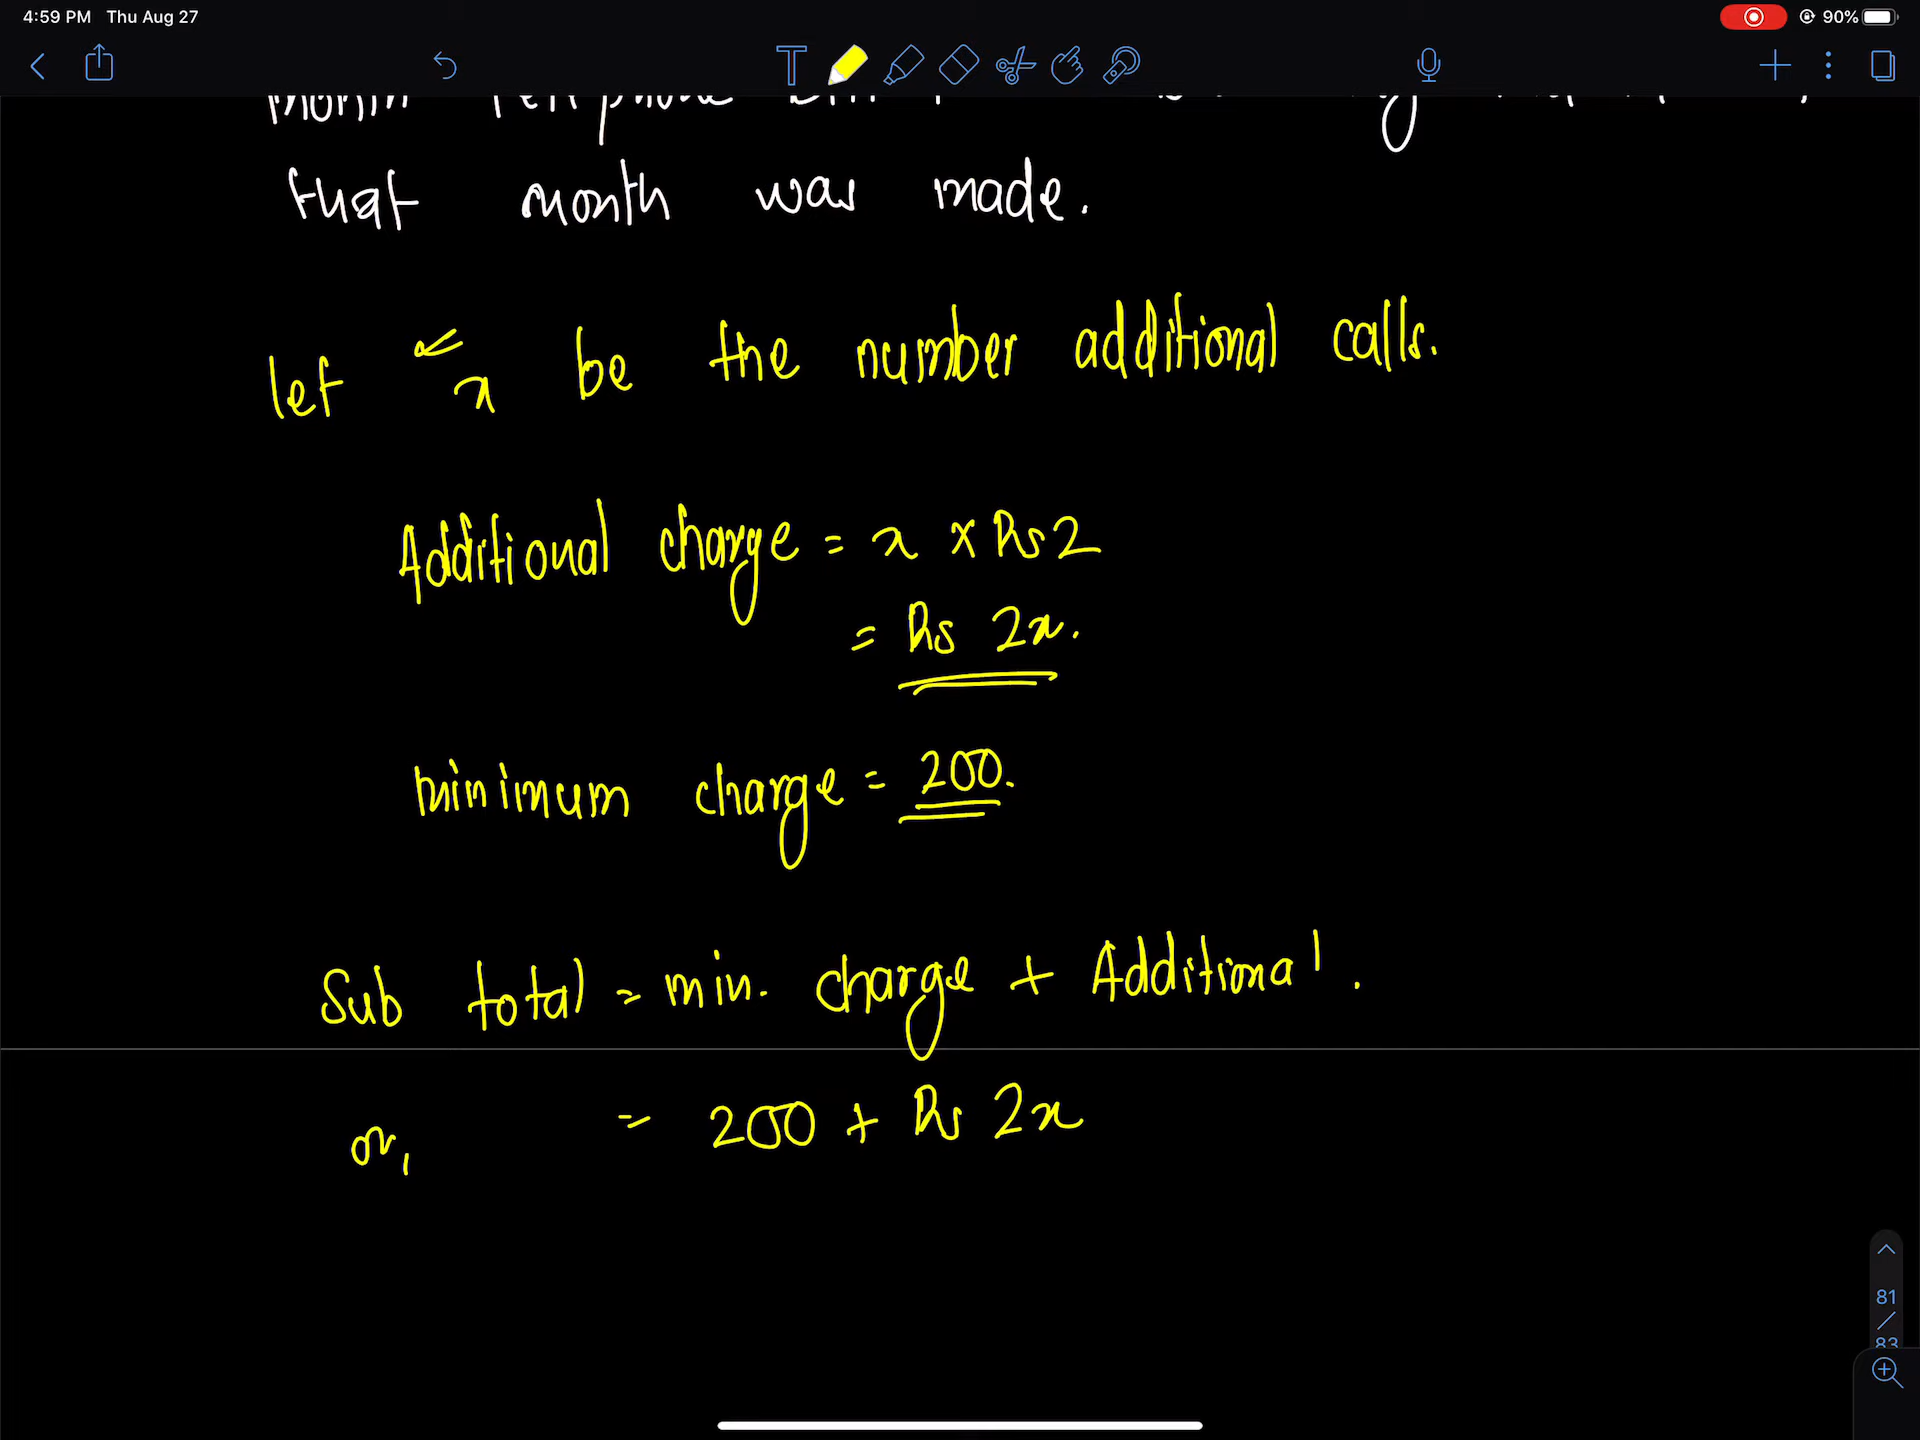 4:59 PM Thu Aug 27
90%
that month was made.
let x be the number additional calls.
Additional charge = x × Rs 2
= Rs 2x.
minimum charge = 200.
Sub total = min. charge + Additional.
or, = 200 + Rs 2x
81
/
83